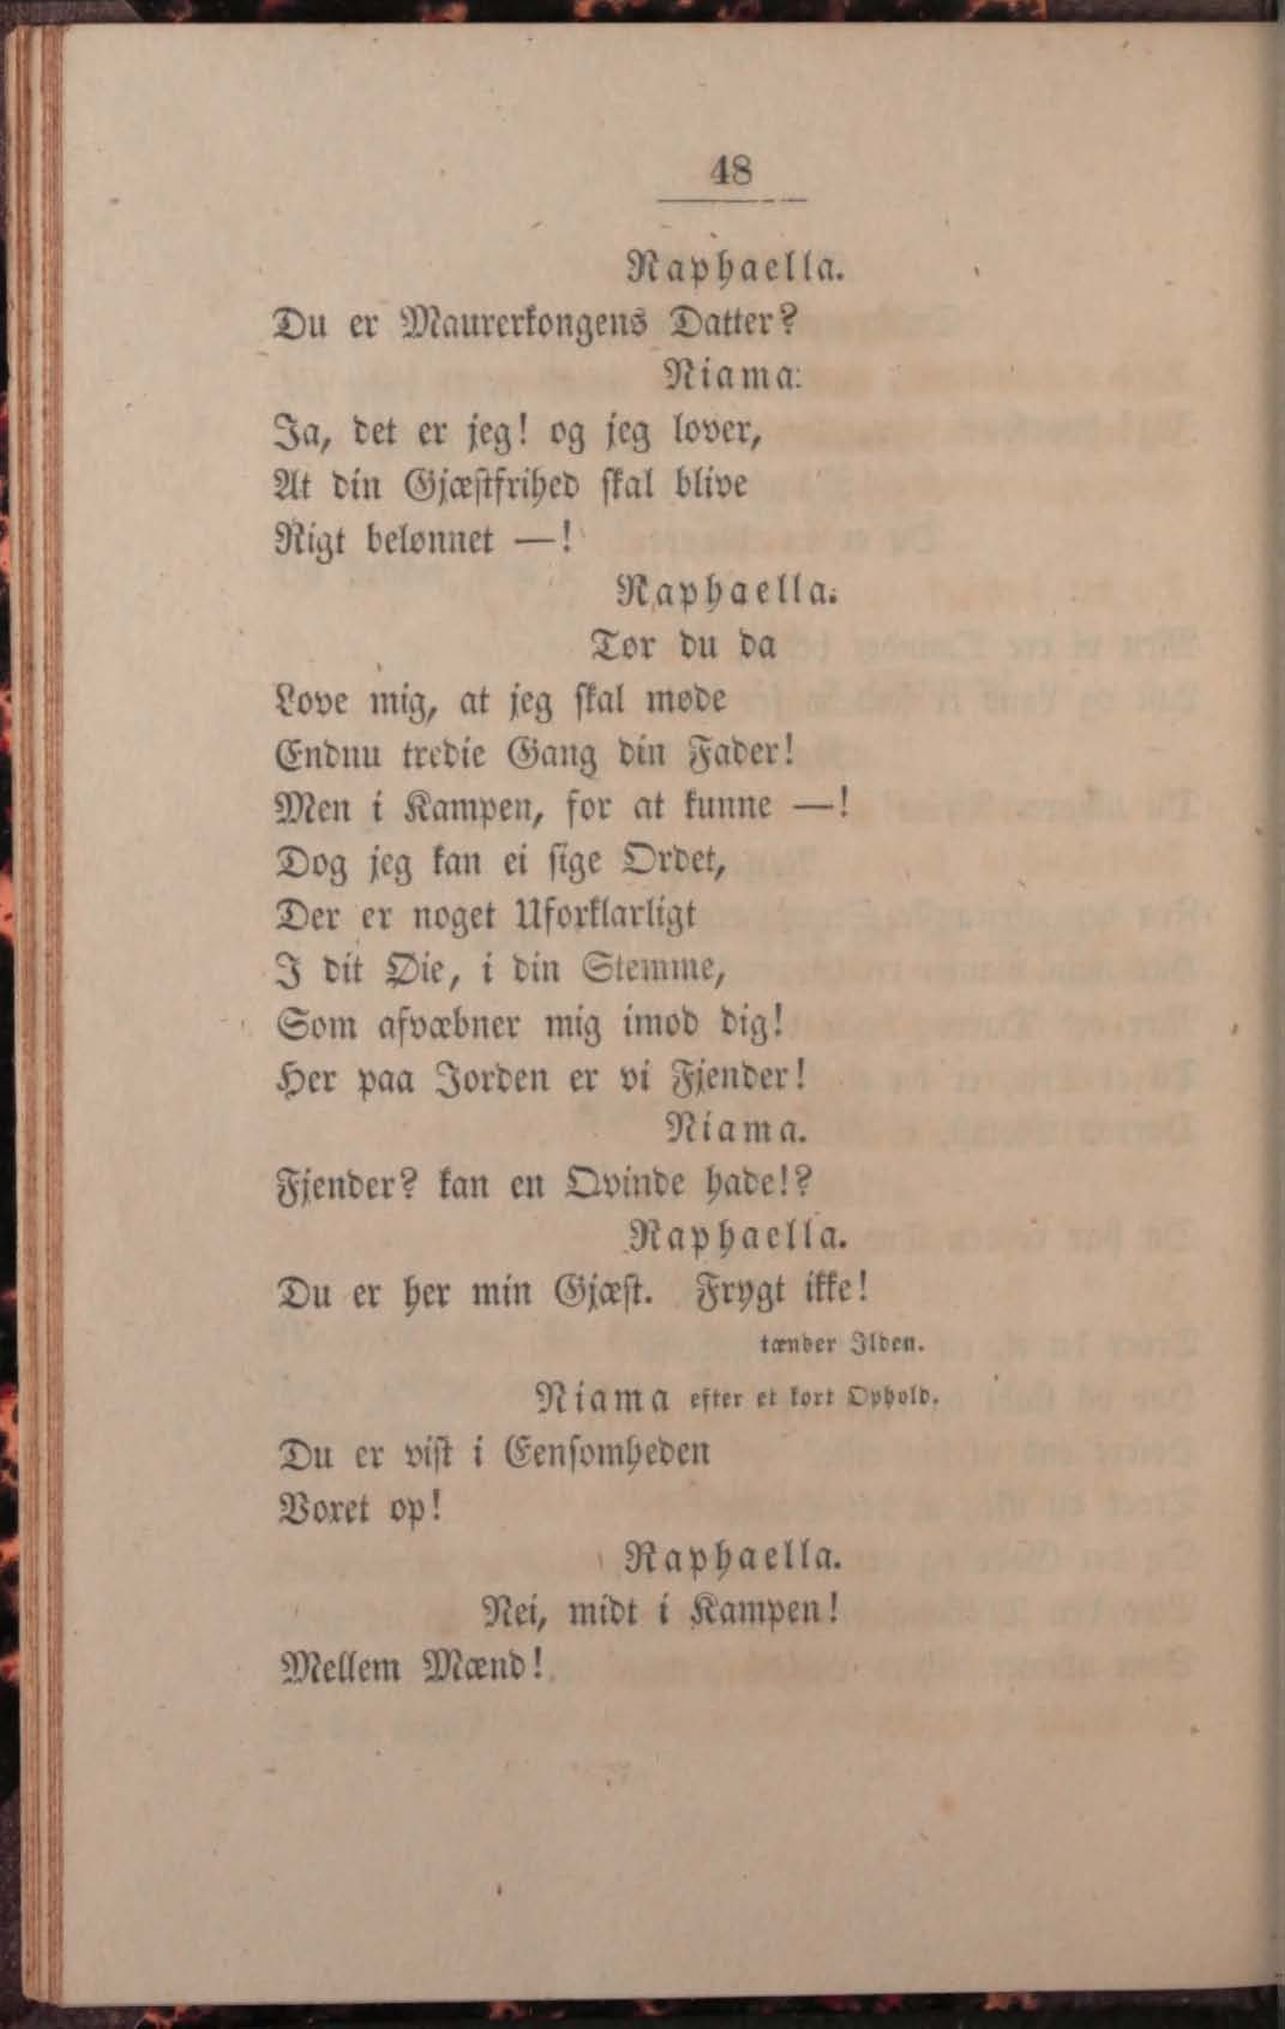 48
Raphaella.
Du er Maurerkongens Datter?
Niama.
Ja, det er jeg! og jeg lover,
At din Gjæstfrihed skal blive
Rigt belønnet —!
Raphaella.
Tør du da
Love mig, at jeg skal møde
Endnu tredie Gang din Fader!
Men i Kampen, for at kunne —!
Dog jeg kan ei sige Ordet,
Der er noget Uforklarligt
I dit Øie, i din Stemme,
Som afvæbner mig imod dig!
Her paa Jorden er vi Fjender!
Niama.
Fjender? kan en Qvinde hade!?
Raphaella.
Du er her min Gjæst. Frygt ikke!
tænder Ilden.
Niama efter et kort Ophold.
Du er vist i Eensomheden
Voxet op!
Raphaella.
Nei, midt i Kampen!
Mellem Mænd!